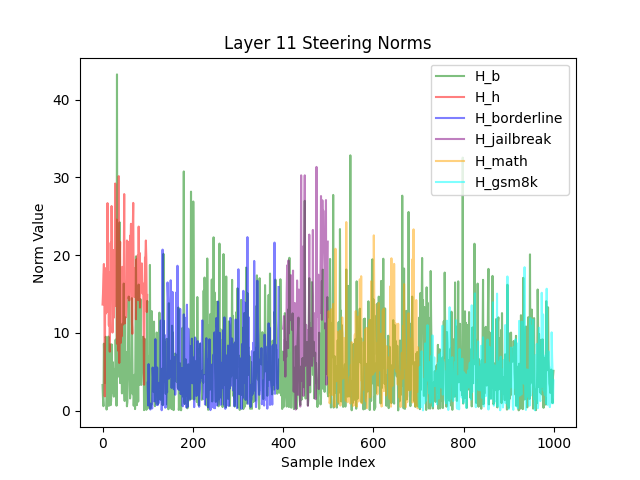 Layer 11 Steering Norms
Norm Value
40
30
20
10
0
H_b
H_h
H_borderline
H_jailbreak
H_math
H_gsm8k
0
200
400
600
800
1000
Sample Index